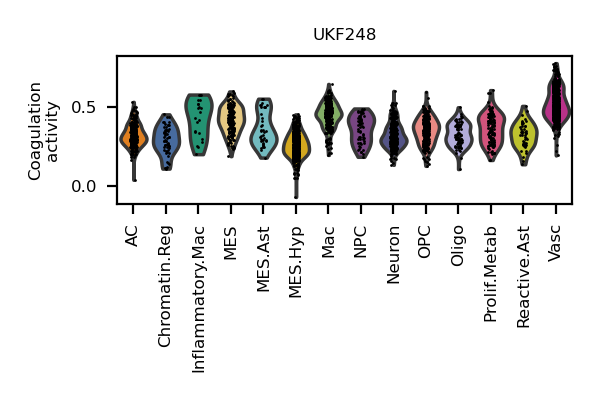 UKF248
Coagulation
activity
0.5
0.0
AC
Chromatin.Reg
Inflammatory.Mac
MES
MES.Ast
MES.Hyp
Mac
NPC
Neuron
OPC
Oligo
Prolif.Metab
Reactive.Ast
Vasc